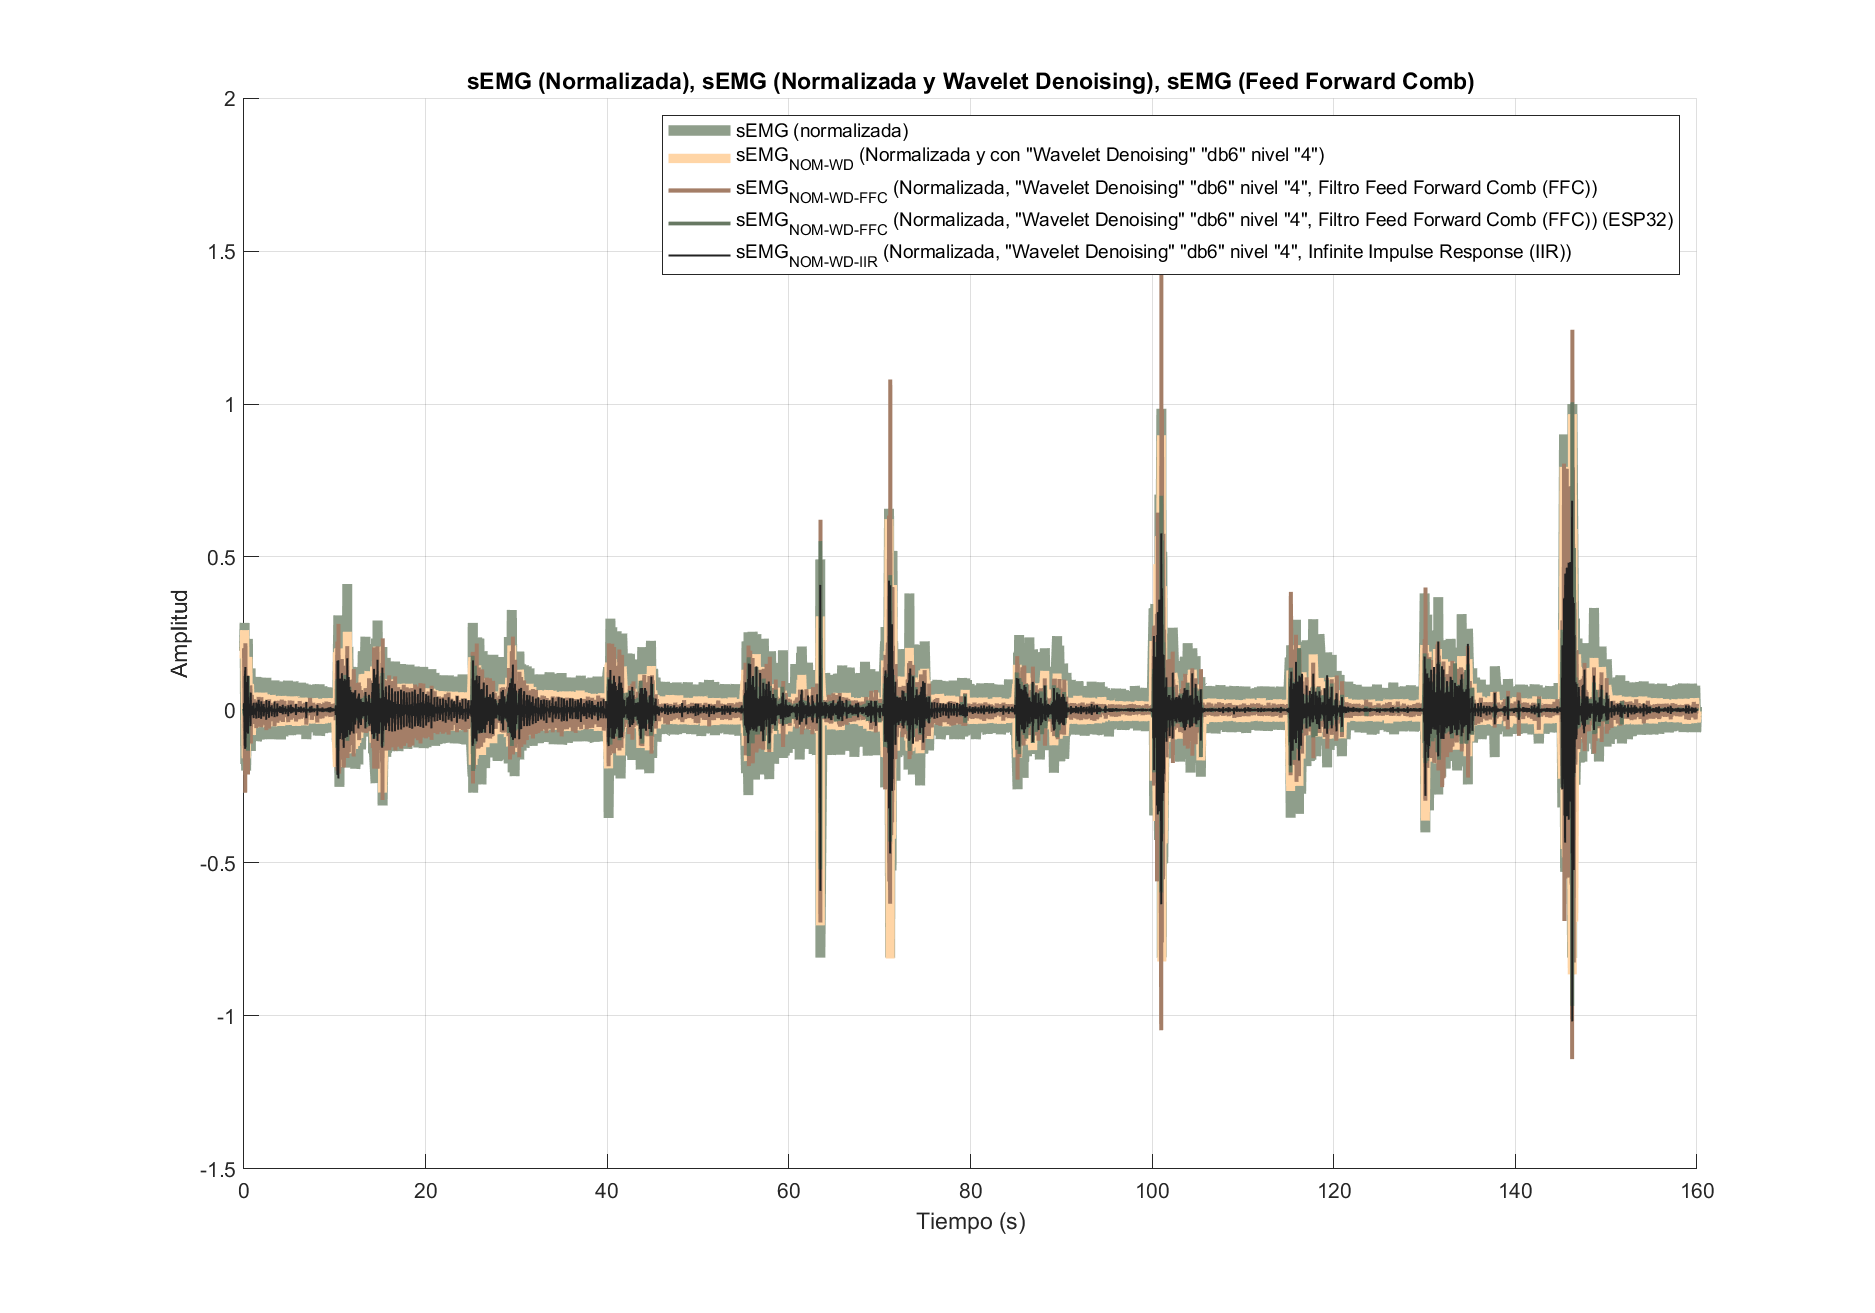 sEMG (Normalizada), sEMG (Normalizada y Wavelet Denoising), sEMG (Feed Forward Comb)
sEMG (normalizada)
sEMG_NOM-WD (Normalizada y con "Wavelet Denoising" "db6" nivel "4")
sEMG_NOM-WD-FFC (Normalizada, "Wavelet Denoising" "db6" nivel "4", Filtro Feed Forward Comb (FFC))
sEMG_NOM-WD-FFC (Normalizada, "Wavelet Denoising" "db6" nivel "4", Filtro Feed Forward Comb (FFC)) (ESP32)
sEMG_NOM-WD-IIR (Normalizada, "Wavelet Denoising" "db6" nivel "4", Infinite Impulse Response (IIR))
2
1.5
1
0.5
0
-0.5
-1
-1.5
Amplitud
0 20 40 60 80 100 120 140 160
Tiempo (s)